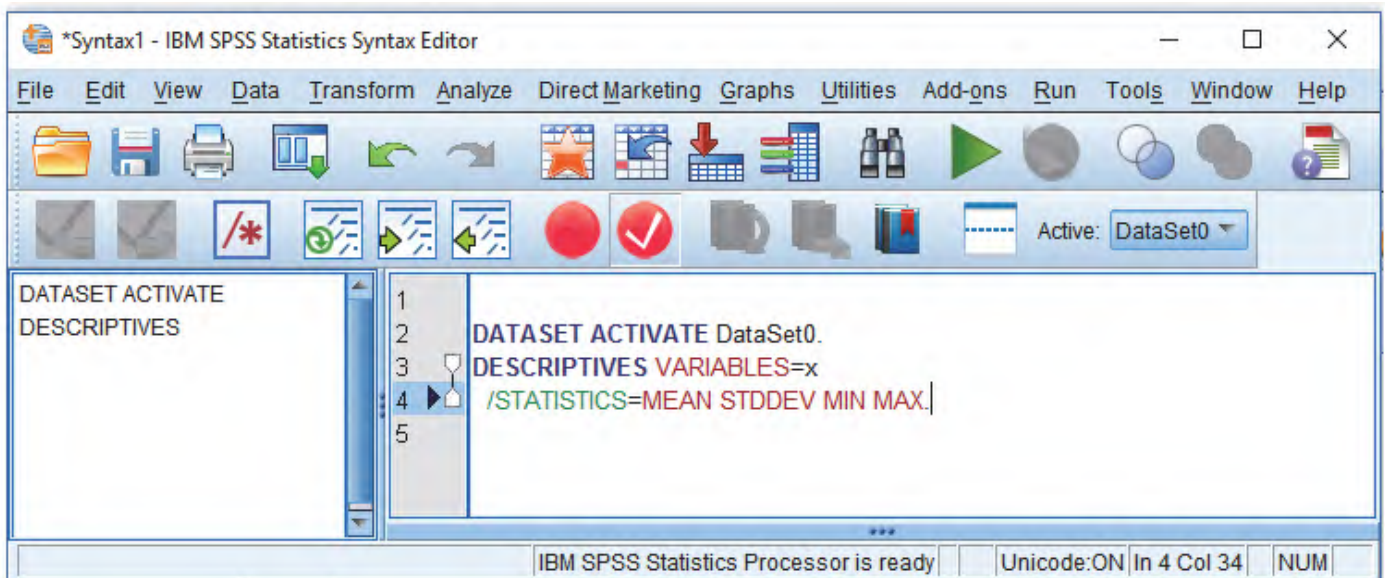 *Syntax1 - IBM SPSS Statistics Syntax Editor
File Edit View Data Transform Analyze Direct Marketing Graphs Utilities Add-ons Run Tools Window Help
/*
Active: DataSet0
DATASET ACTIVATE
DESCRIPTIVES
1
2 DATASET ACTIVATE DataSet0.
3 DESCRIPTIVES VARIABLES=x
4 /STATISTICS=MEAN STDDEV MIN MAX.
5
IBM SPSS Statistics Processor is ready Unicode:ON In 4 Col 34 NUM